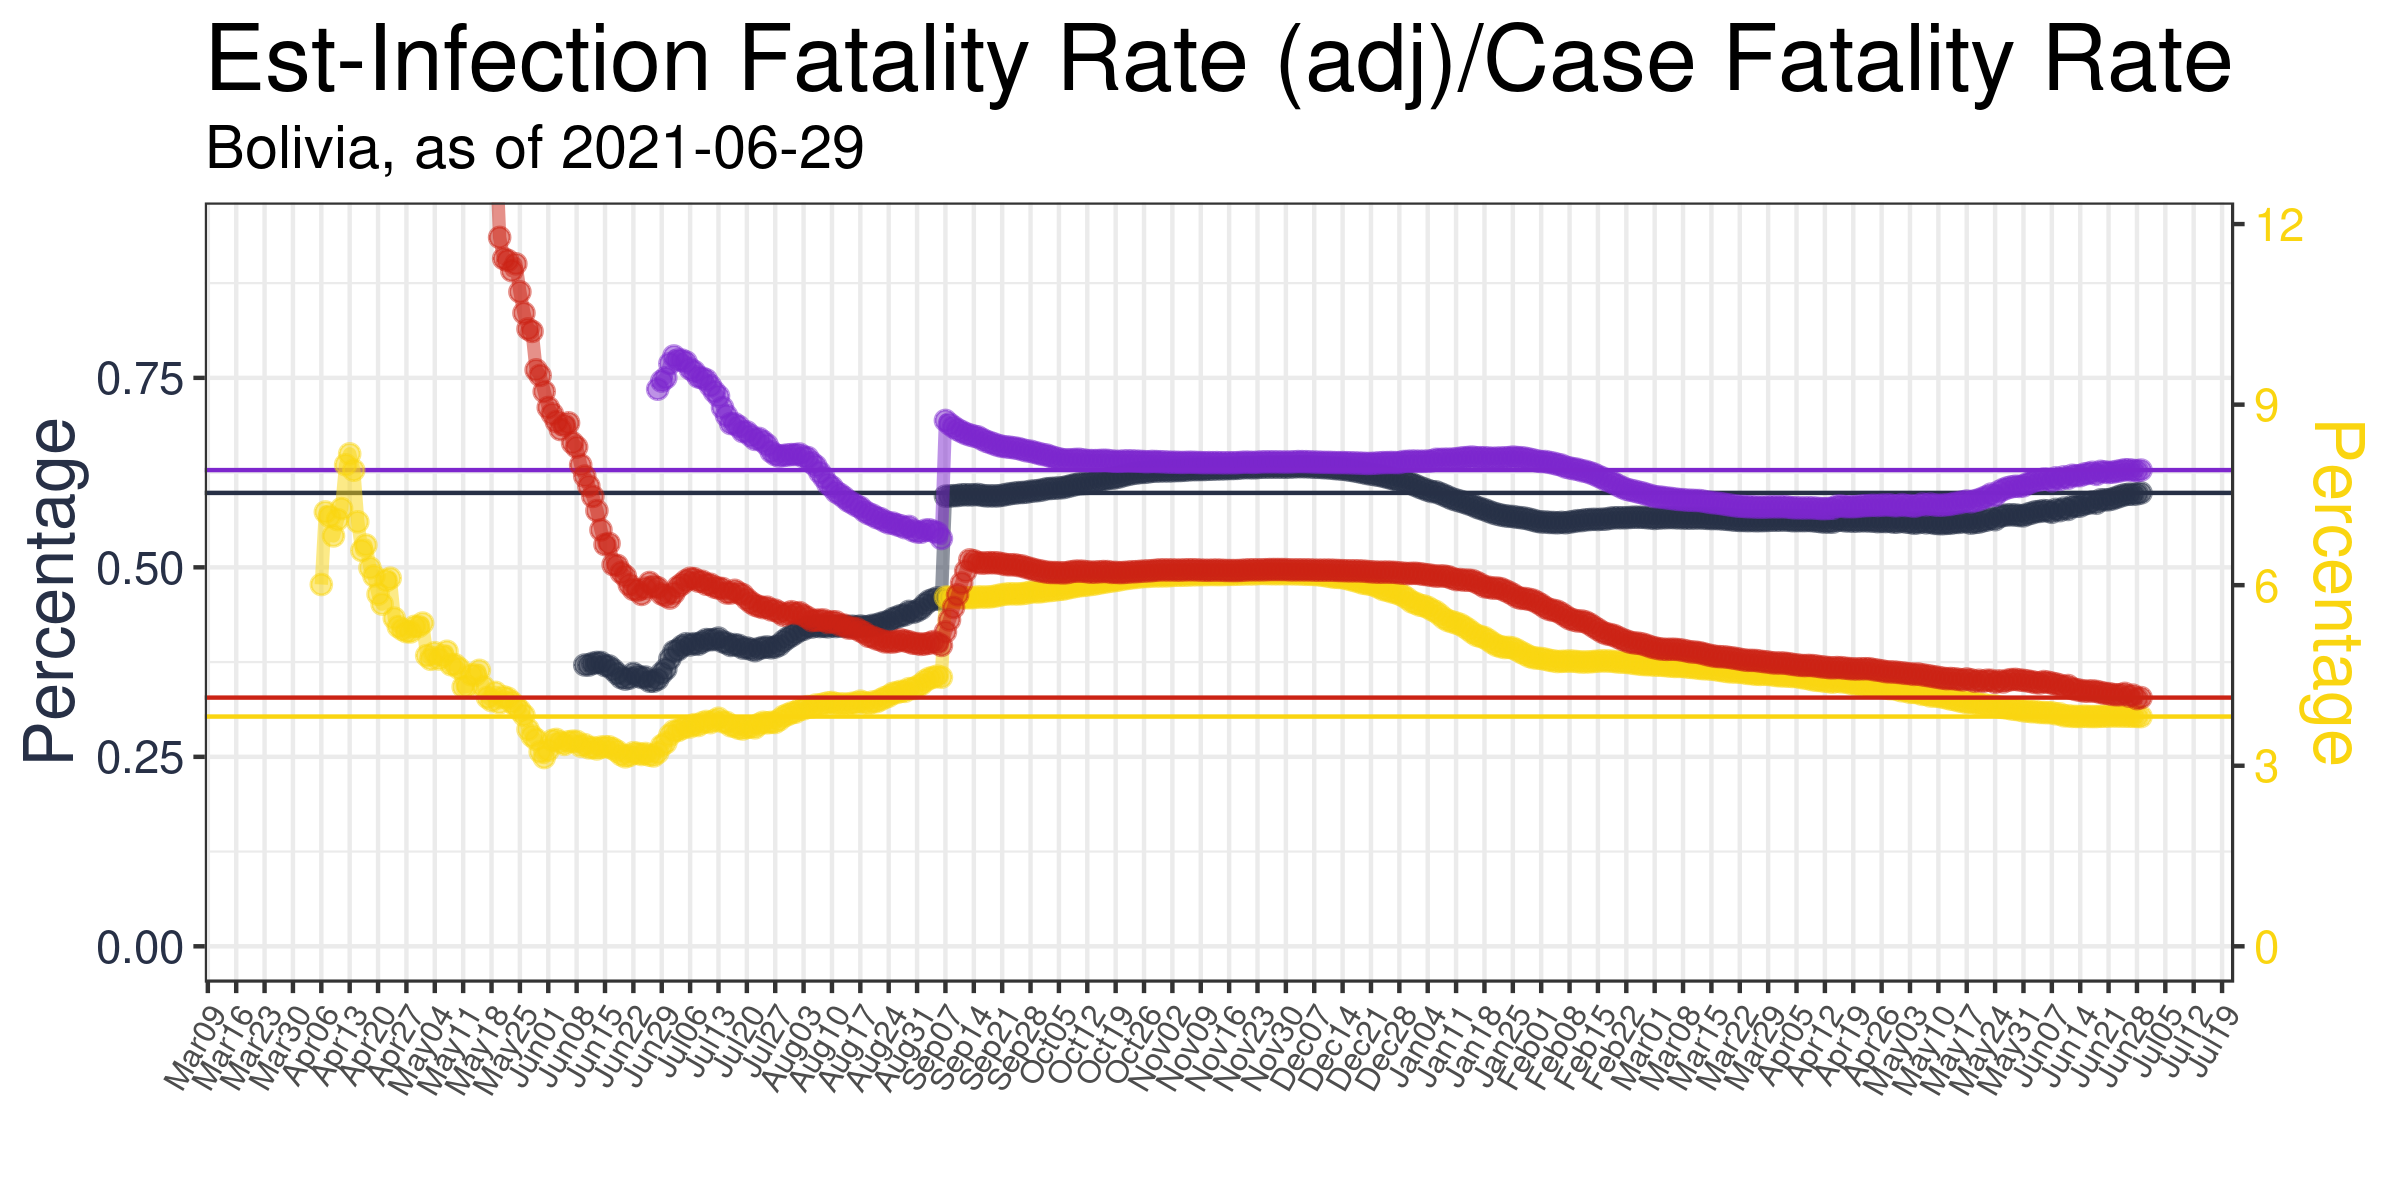 Est-Infection Fatality Rate (adj)/Case Fatality Rate
Bolivia, as of 2021-06-29
Percentage
0.75
0.50
0.25
0.00
12
9
6
3
0
Percentage
Mar09
Mar16
Mar23
Mar30
Apr06
Apr13
Apr20
Apr27
May04
May11
May18
May25
Jun01
Jun08
Jun15
Jun22
Jun29
Jul06
Jul13
Jul20
Jul27
Aug03
Aug10
Aug17
Aug24
Aug31
Sep07
Sep14
Sep21
Sep28
Oct05
Oct12
Oct19
Oct26
Nov02
Nov09
Nov16
Nov23
Nov30
Dec07
Dec14
Dec21
Dec28
Jan04
Jan11
Jan18
Jan25
Feb01
Feb08
Feb15
Feb22
Mar01
Mar08
Mar15
Mar22
Mar29
Apr05
Apr12
Apr19
Apr26
May03
May10
May17
May24
May31
Jun07
Jun14
Jun21
Jun28
Jul05
Jul12
Jul19